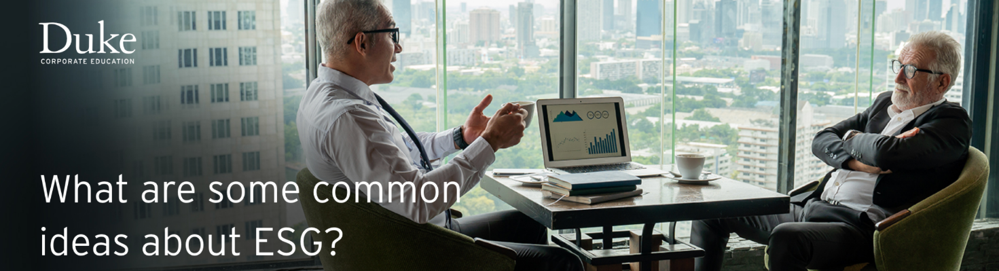 Duke
CORPORATE EDUCATION
What are some common
ideas about ESG?